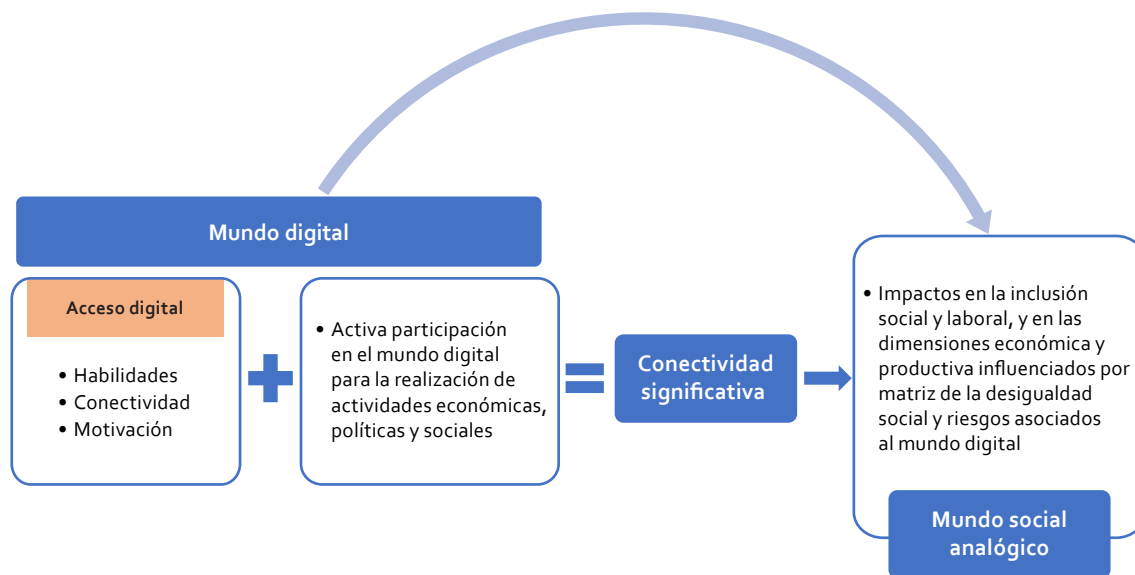 Mundo digital
Acceso digital
• Habilidades
• Conectividad
• Motivación
• Activa participación
en el mundo digital
para la realización de
actividades económicas,
políticas y sociales
Conectividad
significativa
• Impactos en la inclusión
social y laboral, y en las
dimensiones económica y
productiva influenciados por
matriz de la desigualdad
social y riesgos asociados
al mundo digital
Mundo social
analógico